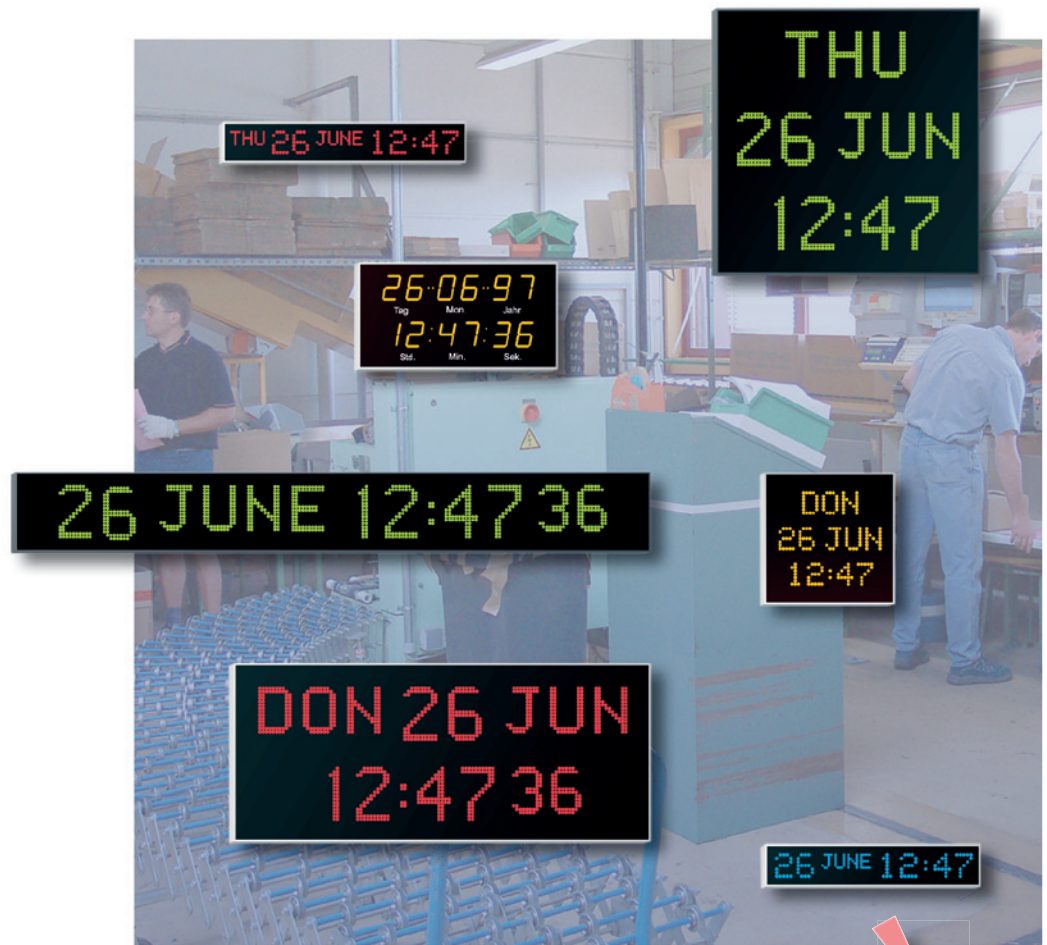 THU
26 JUN
12:47
THU 26 JUNE 12:47
26··06··97
Tag Mon. Jahr
12:47:36
Std. Min. Sek.
26 JUNE 12:47 36
DON
26 JUN
12:47
DON 26 JUN
12:47 36
26 JUNE 12:47